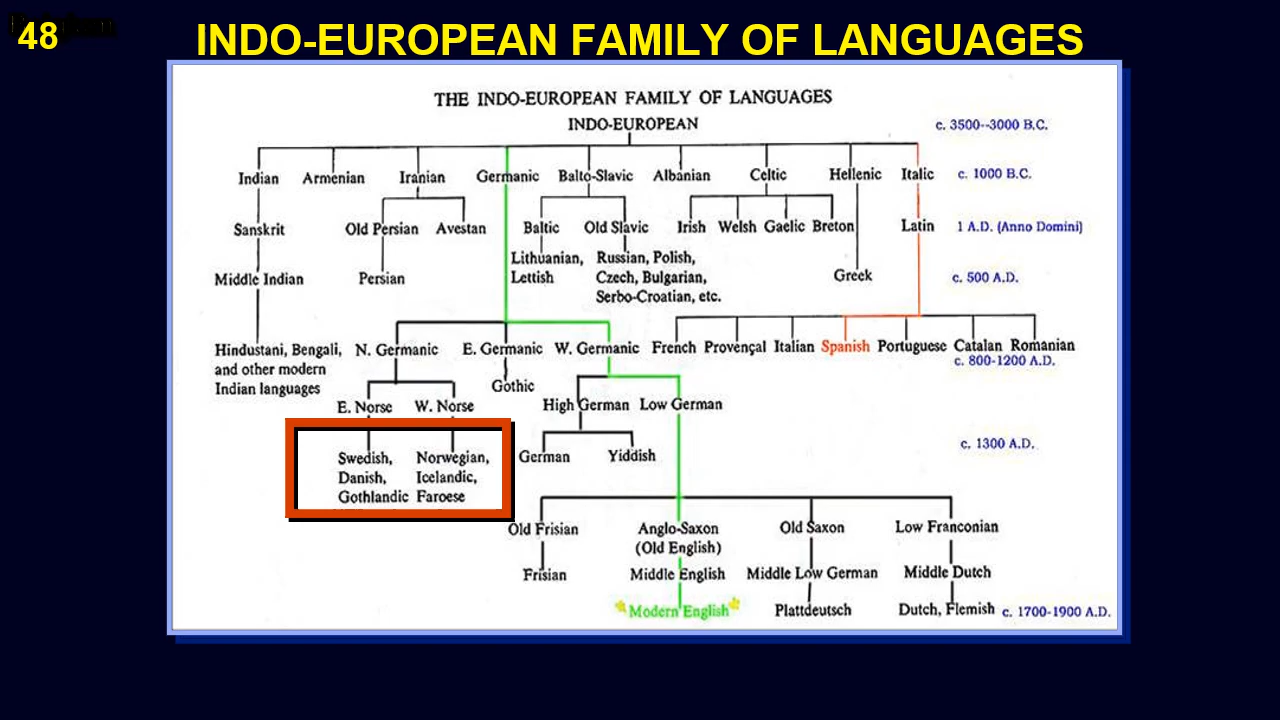 48
INDO-EUROPEAN FAMILY OF LANGUAGES
THE INDO-EUROPEAN FAMILY OF LANGUAGES
INDO-EUROPEAN
c. 3500--3000 B.C.
Indian Armenian Iranian Germanic Balto-Slavic Albanian Celtic Hellenic Italic c. 1000 B.C.
Sanskrit Old Persian Avestan Baltic Old Slavic Irish Welsh Gaelic Breton Latin 1 A.D. (Anno Domini)
Lithuanian, Russian, Polish,
Middle Indian Persian Lettish Czech, Bulgarian, Greek c. 500 A.D.
Serbo-Croatian, etc.
Hindustani, Bengali, N. Germanic E. Germanic W. Germanic French Provençal Italian Spanish Portuguese Catalan Romanian
and other modern c. 800-1200 A.D.
Indian languages Gothic
E. Norse W. Norse High German Low German
c. 1300 A.D.
Swedish, Norwegian, German Yiddish
Danish, Icelandic,
Gothlandic Faroese
Old Frisian Anglo-Saxon Old Saxon Low Franconian
(Old English)
Frisian Middle English Middle Low German Middle Dutch
Modern English Plattdeutsch Dutch, Flemish c. 1700-1900 A.D.